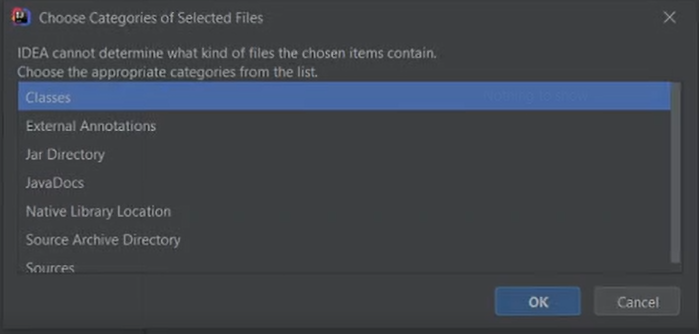 Choose Categories of Selected Files
IDEA cannot determine what kind of files the chosen items contain.
Choose the appropriate categories from the list.
Classes
External Annotations
Jar Directory
JavaDocs
Native Library Location
Source Archive Directory
Sources
OK
Cancel